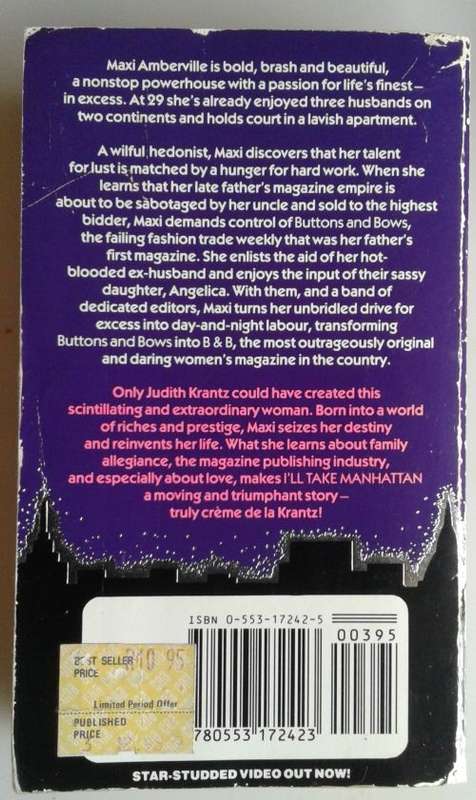 Maxi Amberville is bold, brash and beautiful,
a nonstop powerhouse with a passion for life's finest—
in excess. At 29 she's already enjoyed three husbands on
two continents and holds court in a lavish apartment.
A wilful hedonist, Maxi discovers that her talent
for lust is matched by a hunger for hard work. When she
learns that her late father's magazine empire is
about to be sabotaged by her uncle and sold to the highest
bidder, Maxi demands control of Buttons and Bows,
the failing fashion trade weekly that was her father's
first magazine. She enlists the aid of her hot-
blooded ex-husband and enjoys the input of their sassy
daughter, Angelica. With them, and a band of
dedicated editors, Maxi turns her unbridled drive for
excess into day-and-night labour, transforming
Buttons and Bows into B & B, the most outrageously original
and daring women's magazine in the country.
Only Judith Krantz could have created this
scintillating and extraordinary woman. Born into a world
of riches and prestige, Maxi seizes her destiny
and reinvents her life. What she learns about family
allegiance, the magazine publishing industry,
and especially about love, makes I'LL TAKE MANHATTAN
a moving and triumphant story—
truly crème de la Krantz!
ISBN 0-553-17242-5
00395
BEST SELLER
PRICE
Limited Period Offer
PUBLISHED
PRICE
780553 172423
STAR-STUDDED VIDEO OUT NOW!